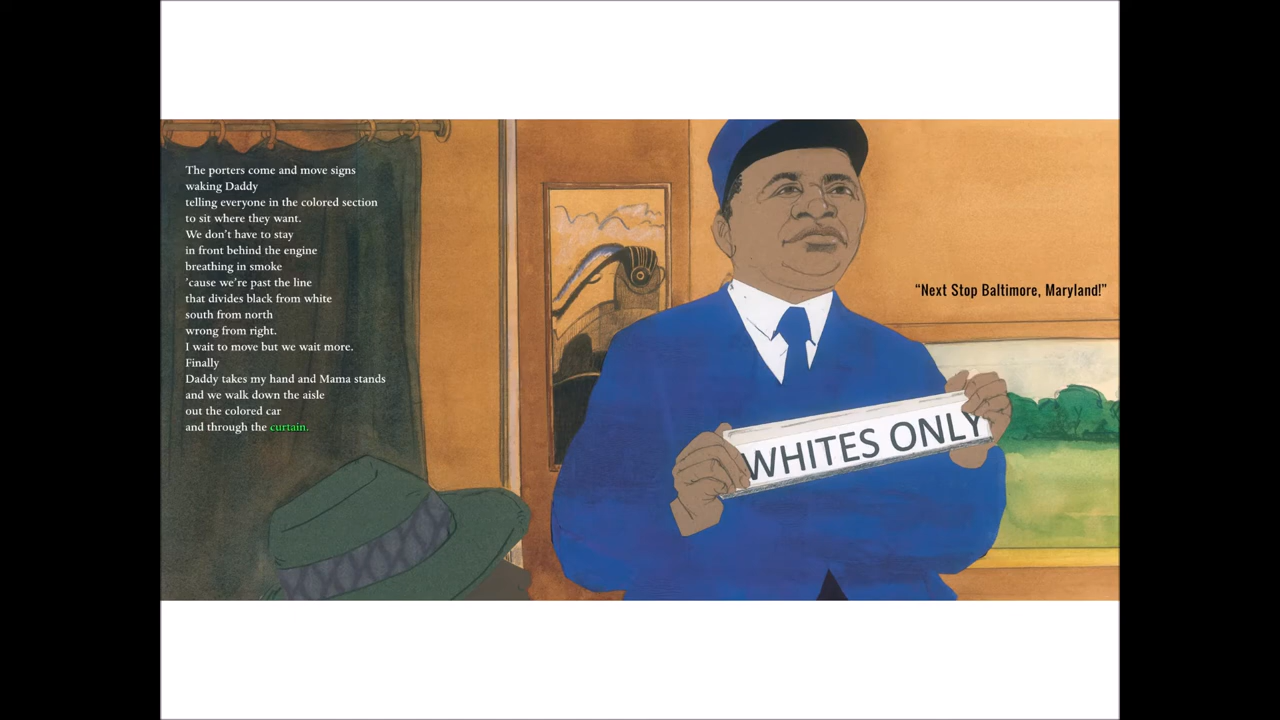 The porters come and move signs
waking Daddy
telling everyone in the colored section
to sit where they want.
We don't have to stay
in front behind the engine
breathing in smoke
'cause we're past the line
that divides black from white
south from north
wrong from right.
I wait to move but we wait more.
Finally
Daddy takes my hand and Mama stands
and we walk down the aisle
out the colored car
and through the curtain.
“Next Stop Baltimore, Maryland!”
WHITES ONLY